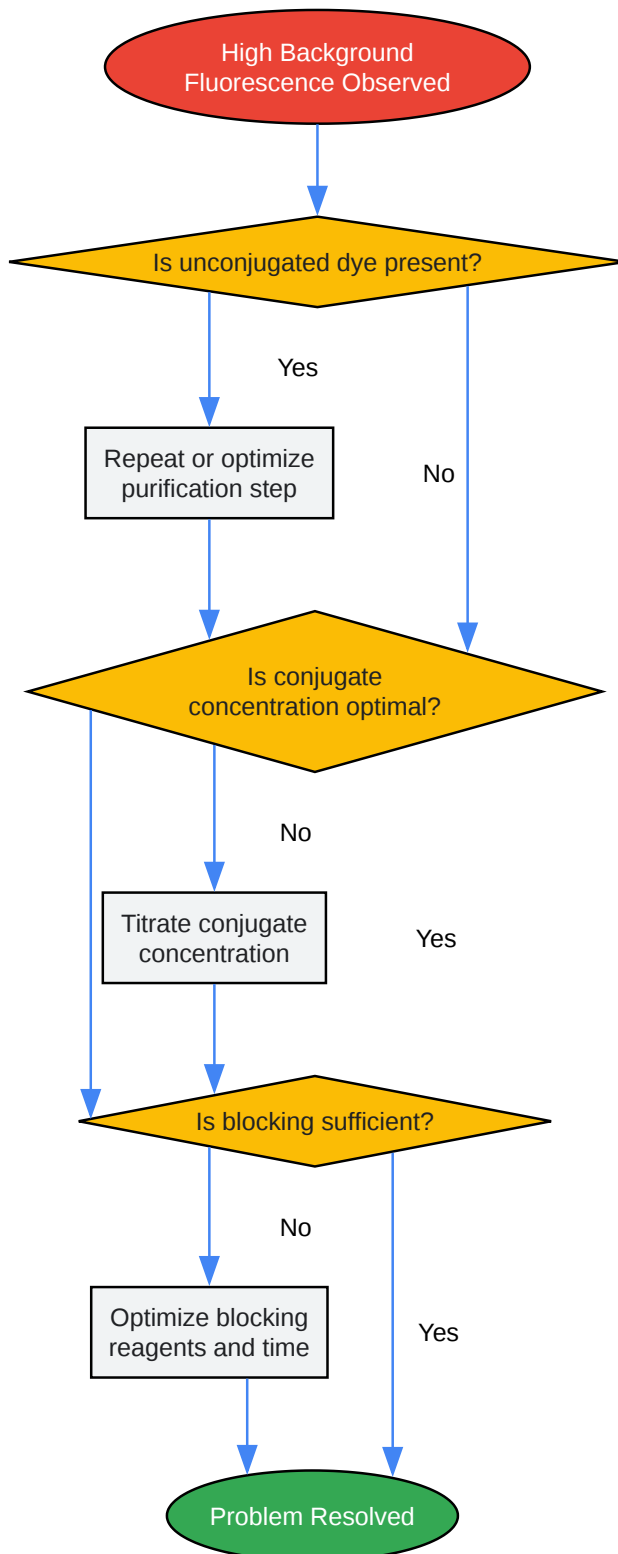 High Background
Fluorescence Observed
Is unconjugated dye present?
Yes
Repeat or optimize
purification step
No
Is conjugate
concentration optimal?
No
Titrate conjugate
concentration
Yes
Is blocking sufficient?
No
Optimize blocking
reagents and time
Yes
Problem Resolved